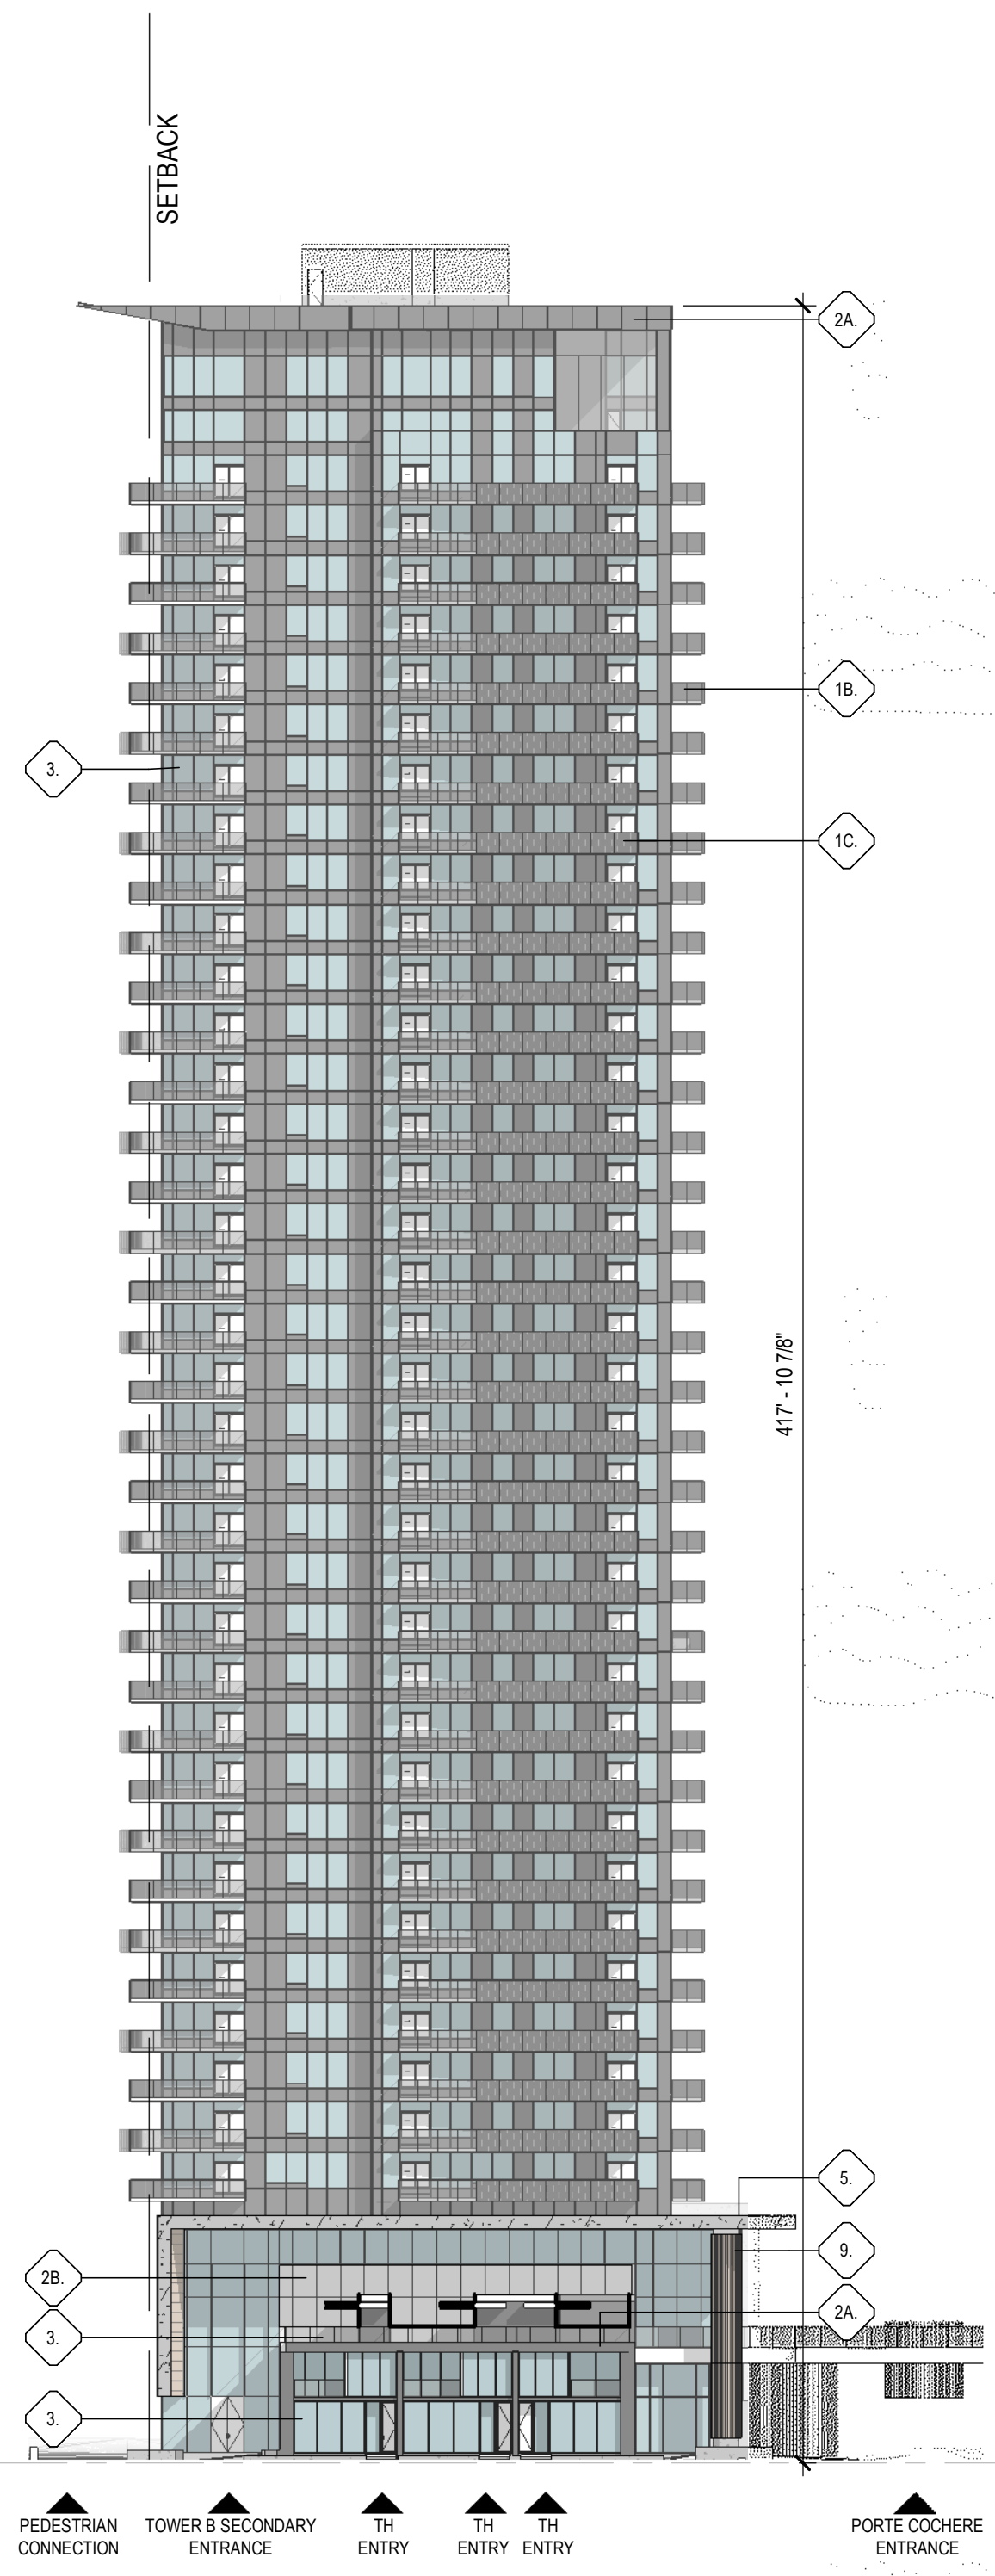 SETBACK
2A.
1B.
3.
1C.
417' - 10 7/8"
5.
9.
2B.
2A.
3.
3.
PEDESTRIAN
CONNECTION
TOWER B SECONDARY
ENTRANCE
TH
ENTRY
TH
ENTRY
TH
ENTRY
PORTE COCHERE
ENTRANCE